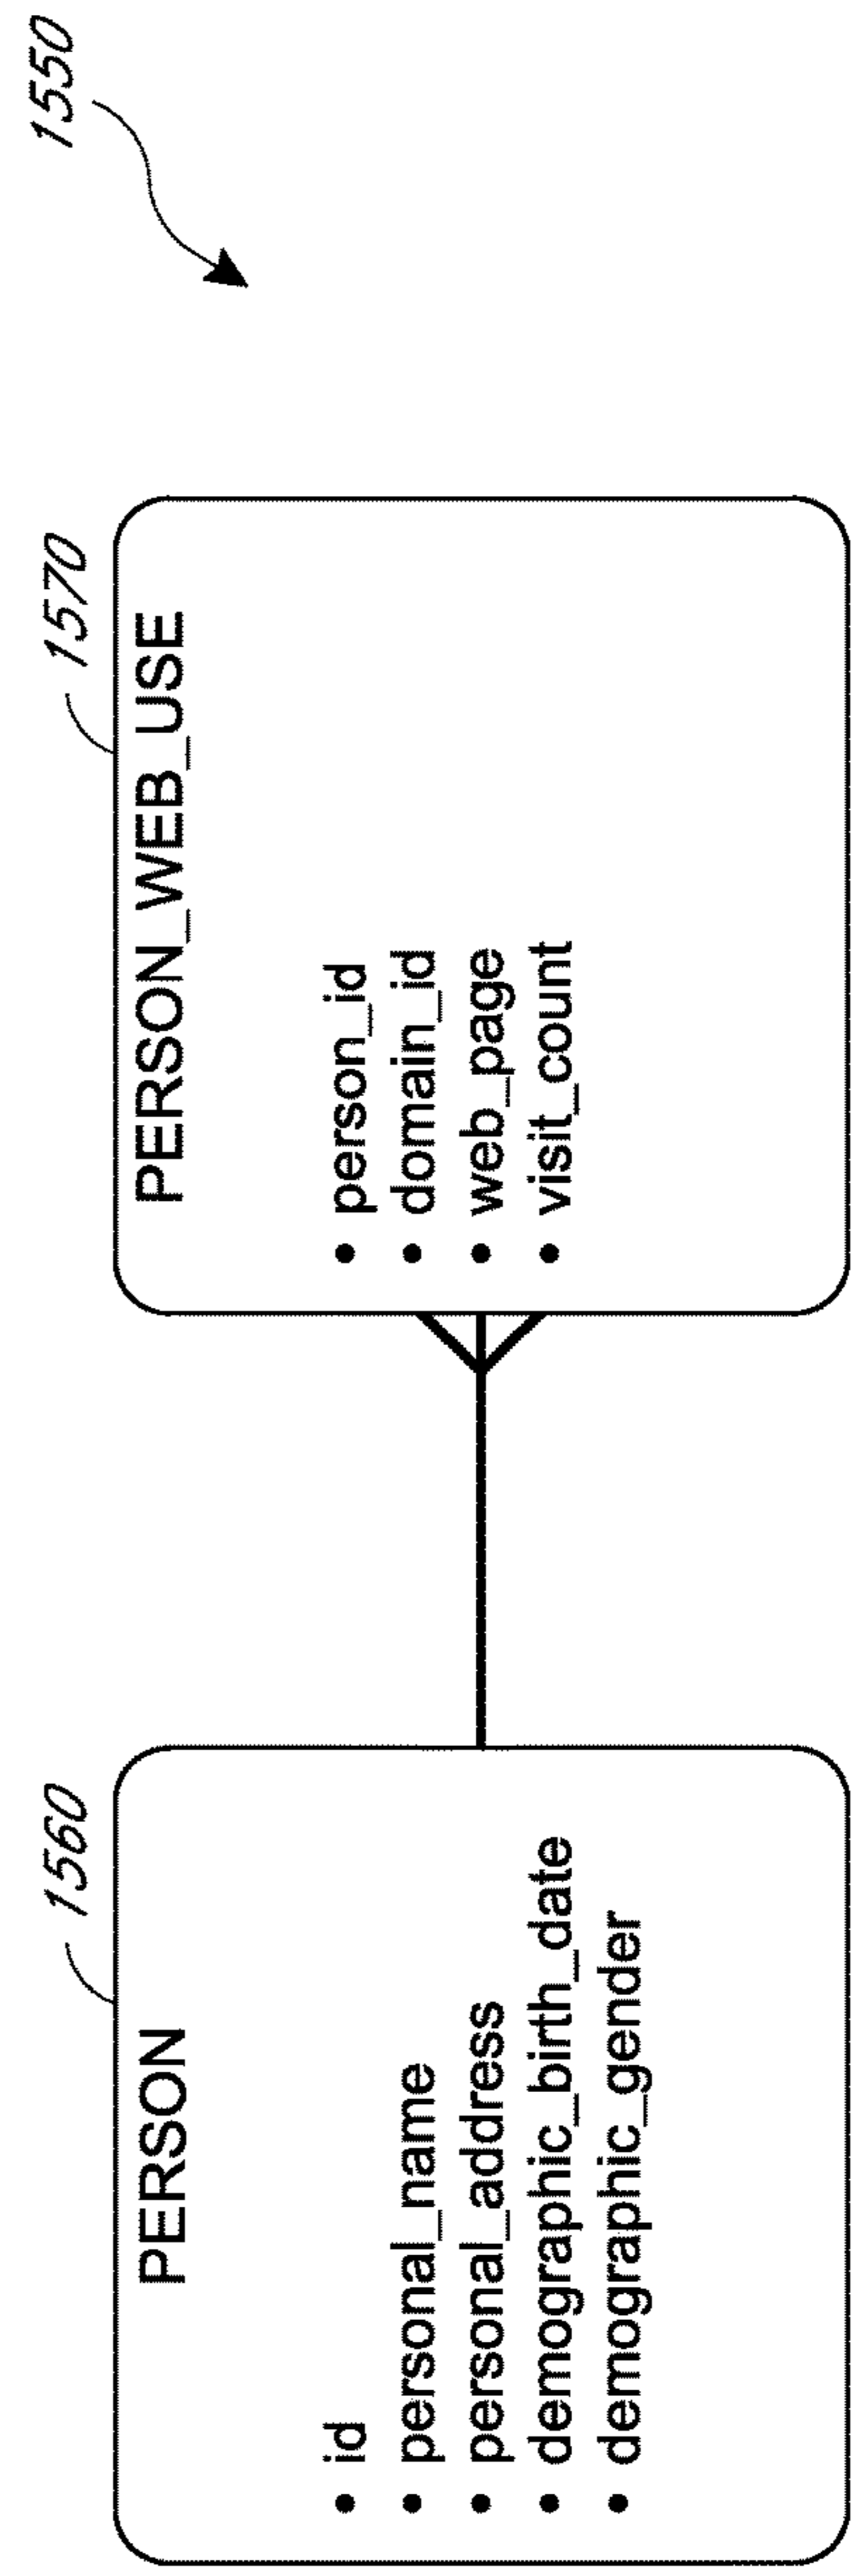 1550
1560
PERSON
• id
• personal_name
• personal_address
• demographic_birth_date
• demographic_gender
1570
PERSON_WEB_USE
• person_id
• domain_id
• web_page
• visit_count